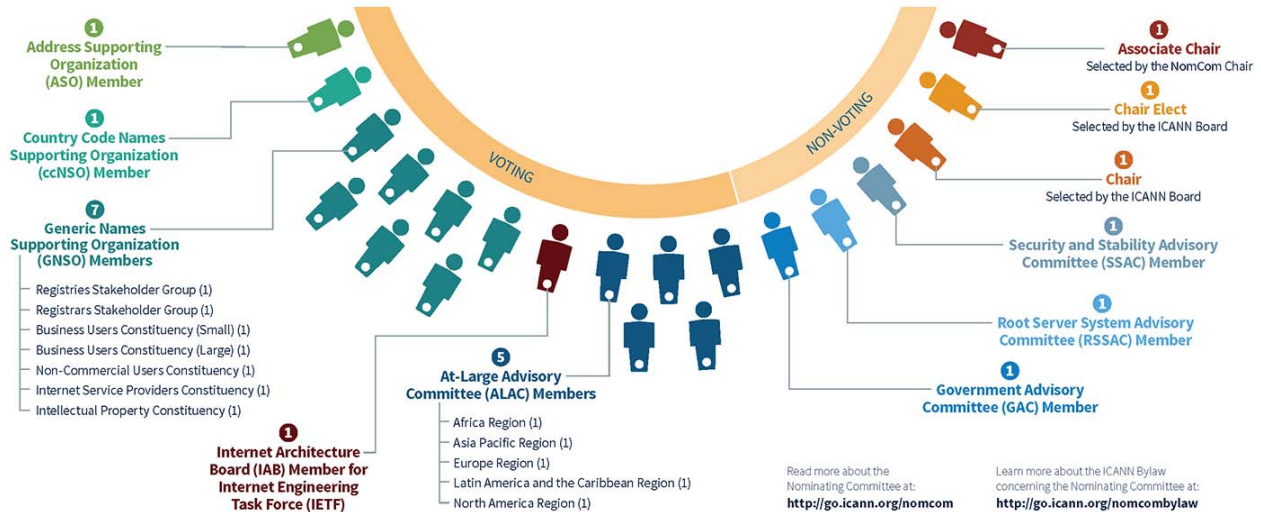 1
Address Supporting
Organization
(ASO) Member
1
Country Code Names
Supporting Organization
(ccNSO) Member
7
Generic Names
Supporting Organization
(GNSO) Members
Registries Stakeholder Group (1)
Registrars Stakeholder Group (1)
Business Users Constituency (Small) (1)
Business Users Constituency (Large) (1)
Non-Commercial Users Constituency (1)
Internet Service Providers Constituency (1)
Intellectual Property Constituency (1)
1
Internet Architecture
Board (IAB) Member for
Internet Engineering
Task Force (IETF)
5
At-Large Advisory
Committee (ALAC) Members
Africa Region (1)
Asia Pacific Region (1)
Europe Region (1)
Latin America and the Caribbean Region (1)
North America Region (1)
VOTING
NON-VOTING
1
Associate Chair
Selected by the NomCom Chair
1
Chair Elect
Selected by the ICANN Board
1
Chair
Selected by the ICANN Board
1
Security and Stability Advisory
Committee (SSAC) Member
1
Root Server System Advisory
Committee (RSSAC) Member
1
Government Advisory
Committee (GAC) Member
Read more about the
Nominating Committee at:
http://go.icann.org/nomcom
Learn more about the ICANN Bylaw
concerning the Nominating Committee at:
http://go.icann.org/nomcombylaw